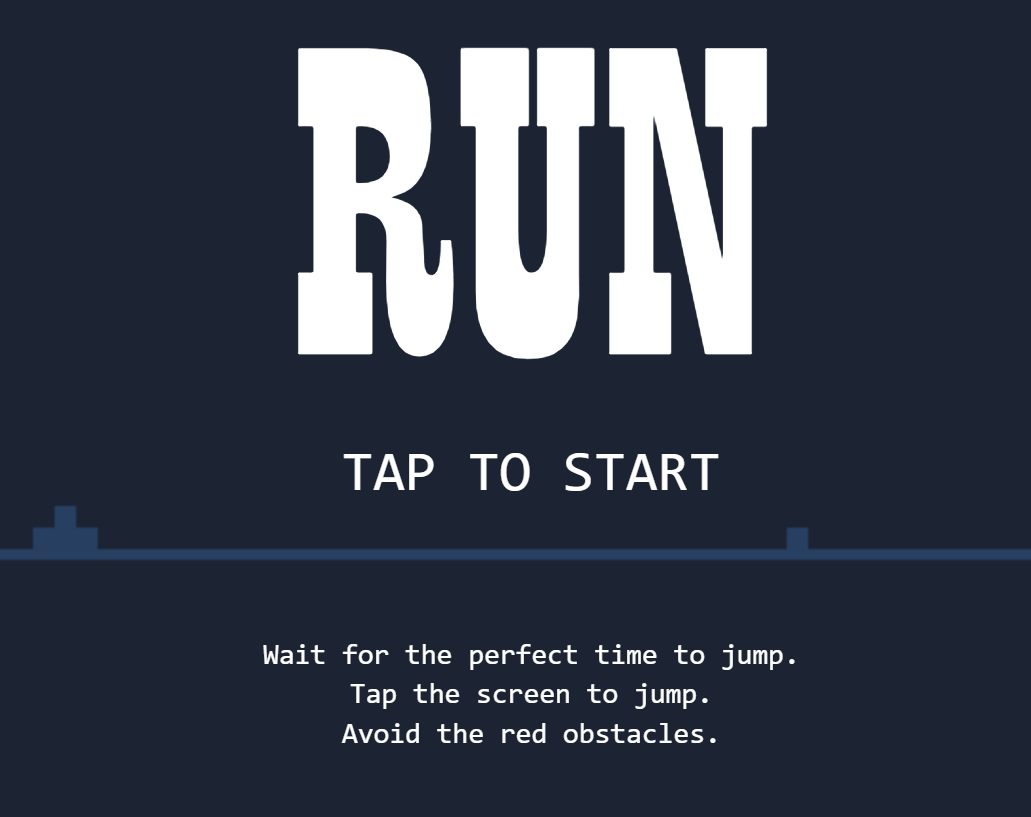 RUN
TAP TO START
Wait for the perfect time to jump.
Tap the screen to jump.
Avoid the red obstacles.